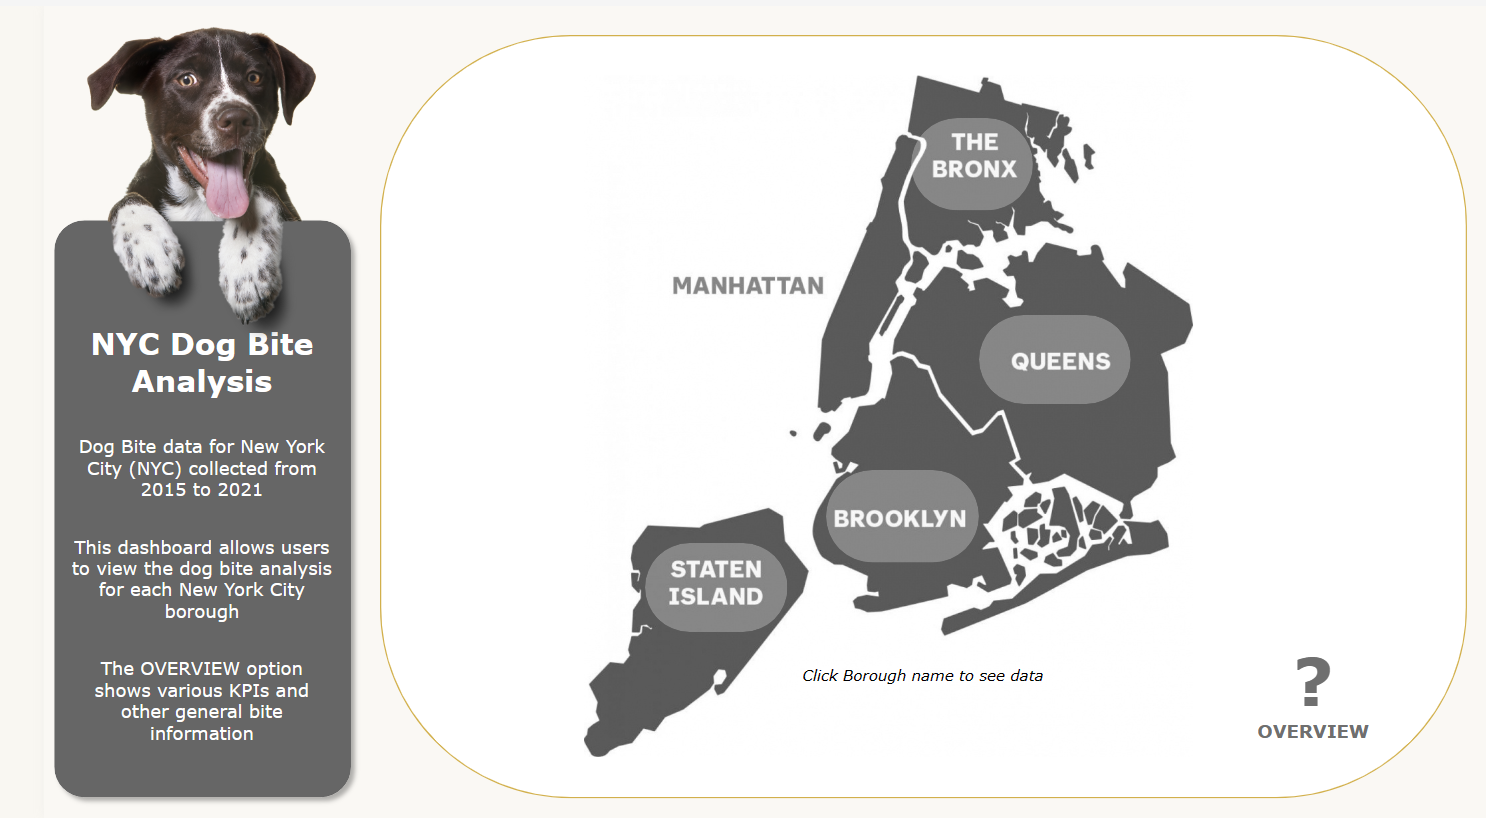 NYC Dog Bite
Analysis
Dog Bite data for New York
City (NYC) collected from
2015 to 2021
This dashboard allows users
to view the dog bite analysis
for each New York City
borough
The OVERVIEW option
shows various KPIs and
other general bite
information
THE
BRONX
MANHATTAN
QUEENS
BROOKLYN
STATEN
ISLAND
Click Borough name to see data
?
OVERVIEW